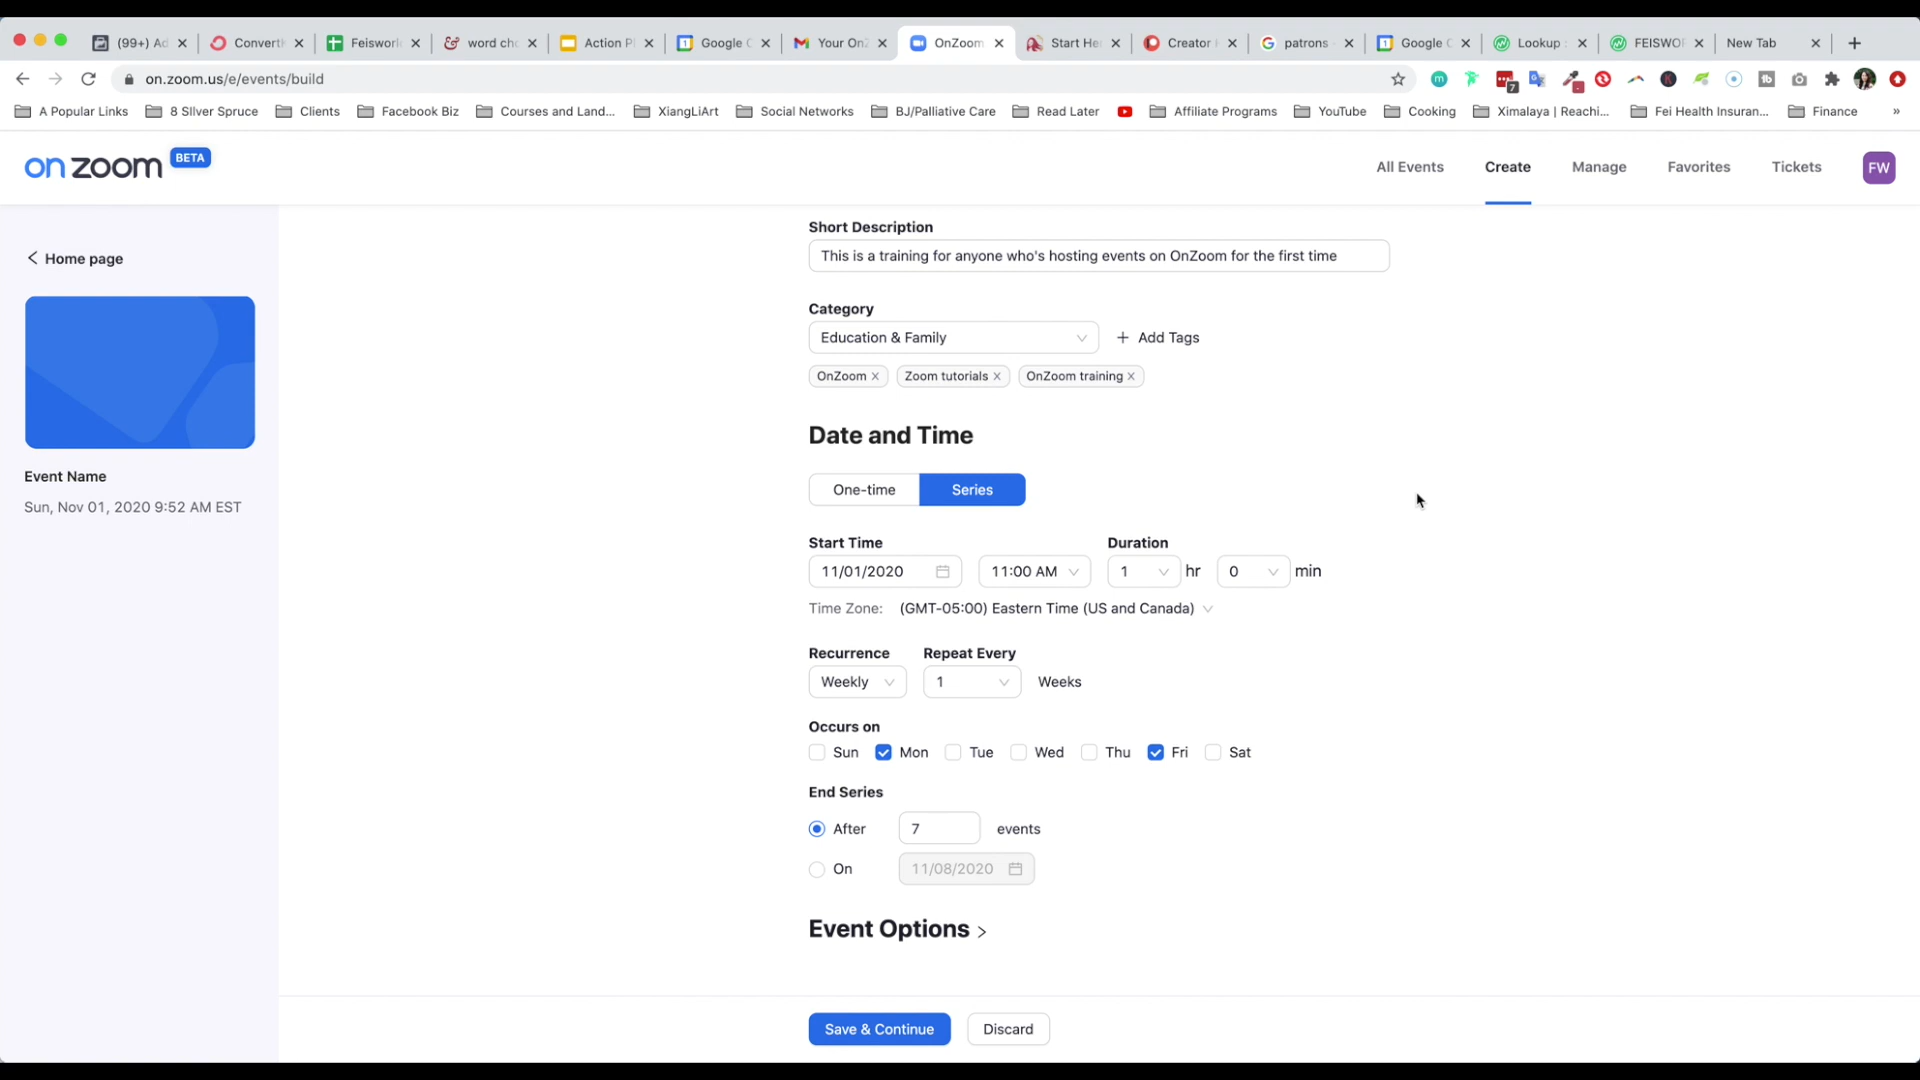 (99+) Ad
Convertk
Feiswork
word cho
Action Pl
Google C
Your OnZ
OnZoom
Start He
Creator
patrons -
Google C
Lookup
FEISWOR
New Tab
on.zoom.us/e/events/build
7
A Popular Links
8 SIlver Spruce
Clients
Facebook Biz
Courses and Land...
XiangLiArt
Social Networks
BJ/Palliative Care
Read Later
Affiliate Programs
YouTube
Cooking
Ximalaya | Reachi...
Fei Health Insuran...
Finance
»
on zoom BETA
All Events
Create
Manage
Favorites
Tickets
FW
Home page
Event Name
Sun, Nov 01, 2020 9:52 AM EST
Short Description
This is a training for anyone who's hosting events on OnZoom for the first time
Category
Education & Family
+ Add Tags
OnZoom ×
Zoom tutorials ×
OnZoom training ×
Date and Time
One-time
Series
Start Time
Duration
11/01/2020
11:00 AM
1 hr
0 min
Time Zone: (GMT-05:00) Eastern Time (US and Canada)
Recurrence
Repeat Every
Weekly
1
Weeks
Occurs on
Sun
Mon
Tue
Wed
Thu
Fri
Sat
End Series
After
7
events
On
11/08/2020
Event Options >
Save & Continue
Discard